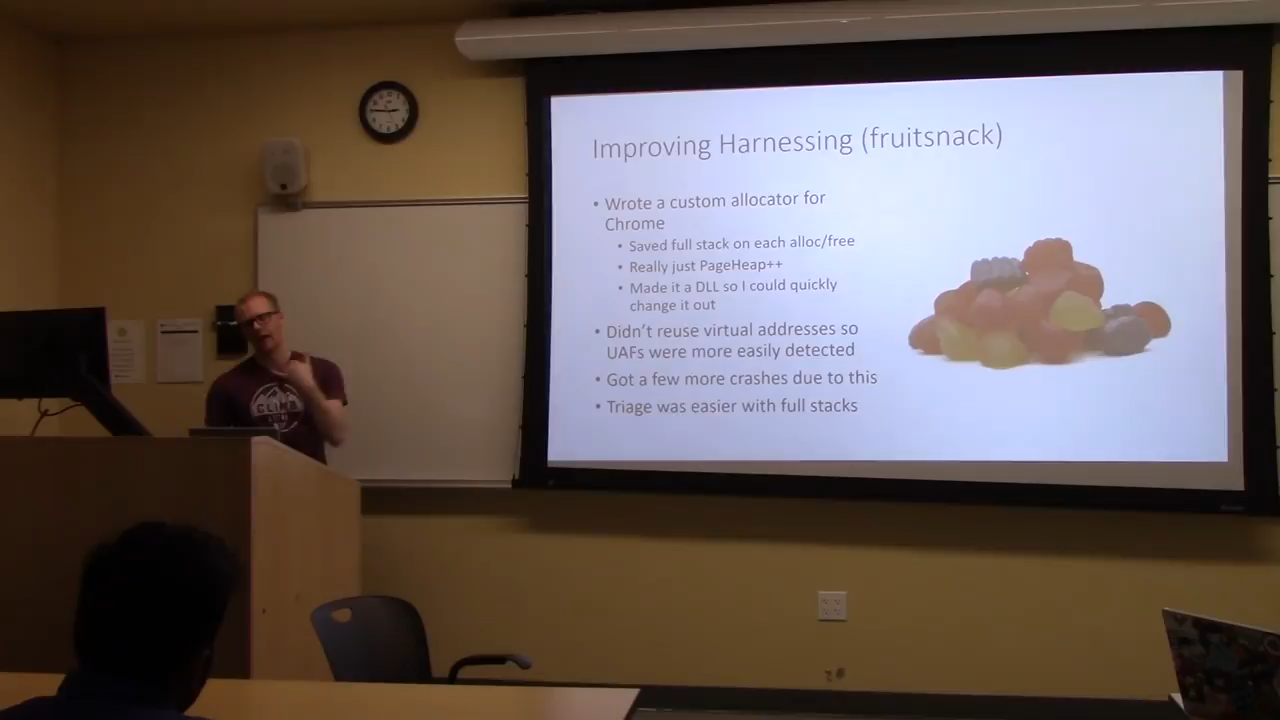 Improving Harnessing (fruitsnack)
• Wrote a custom allocator for
Chrome
• Saved full stack on each alloc/free
• Really just PageHeap++
• Made it a DLL so I could quickly
change it out
• Didn't reuse virtual addresses so
UAFs were more easily detected
• Got a few more crashes due to this
• Triage was easier with full stacks
CLIMB